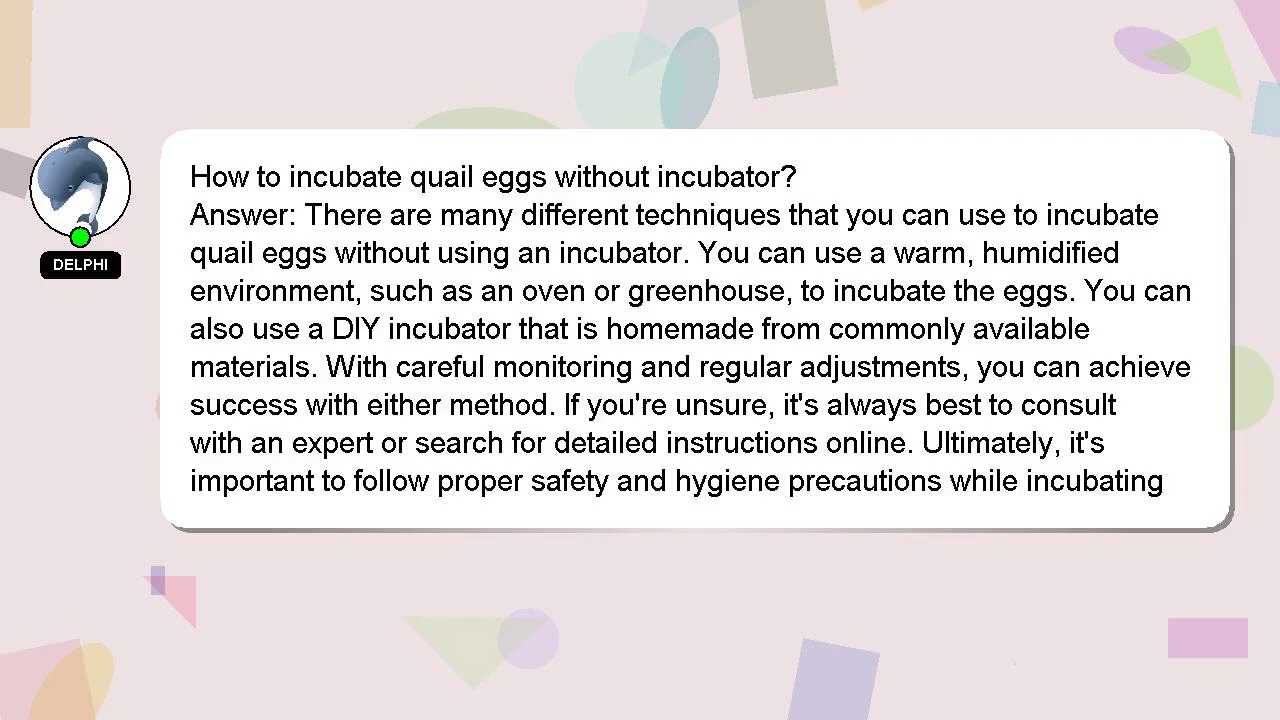 How to incubate quail eggs without incubator?
Answer: There are many different techniques that you can use to incubate
quail eggs without using an incubator. You can use a warm, humidified
environment, such as an oven or greenhouse, to incubate the eggs. You can
also use a DIY incubator that is homemade from commonly available
materials. With careful monitoring and regular adjustments, you can achieve
success with either method. If you're unsure, it's always best to consult
with an expert or search for detailed instructions online. Ultimately, it's
important to follow proper safety and hygiene precautions while incubating
DELPHI